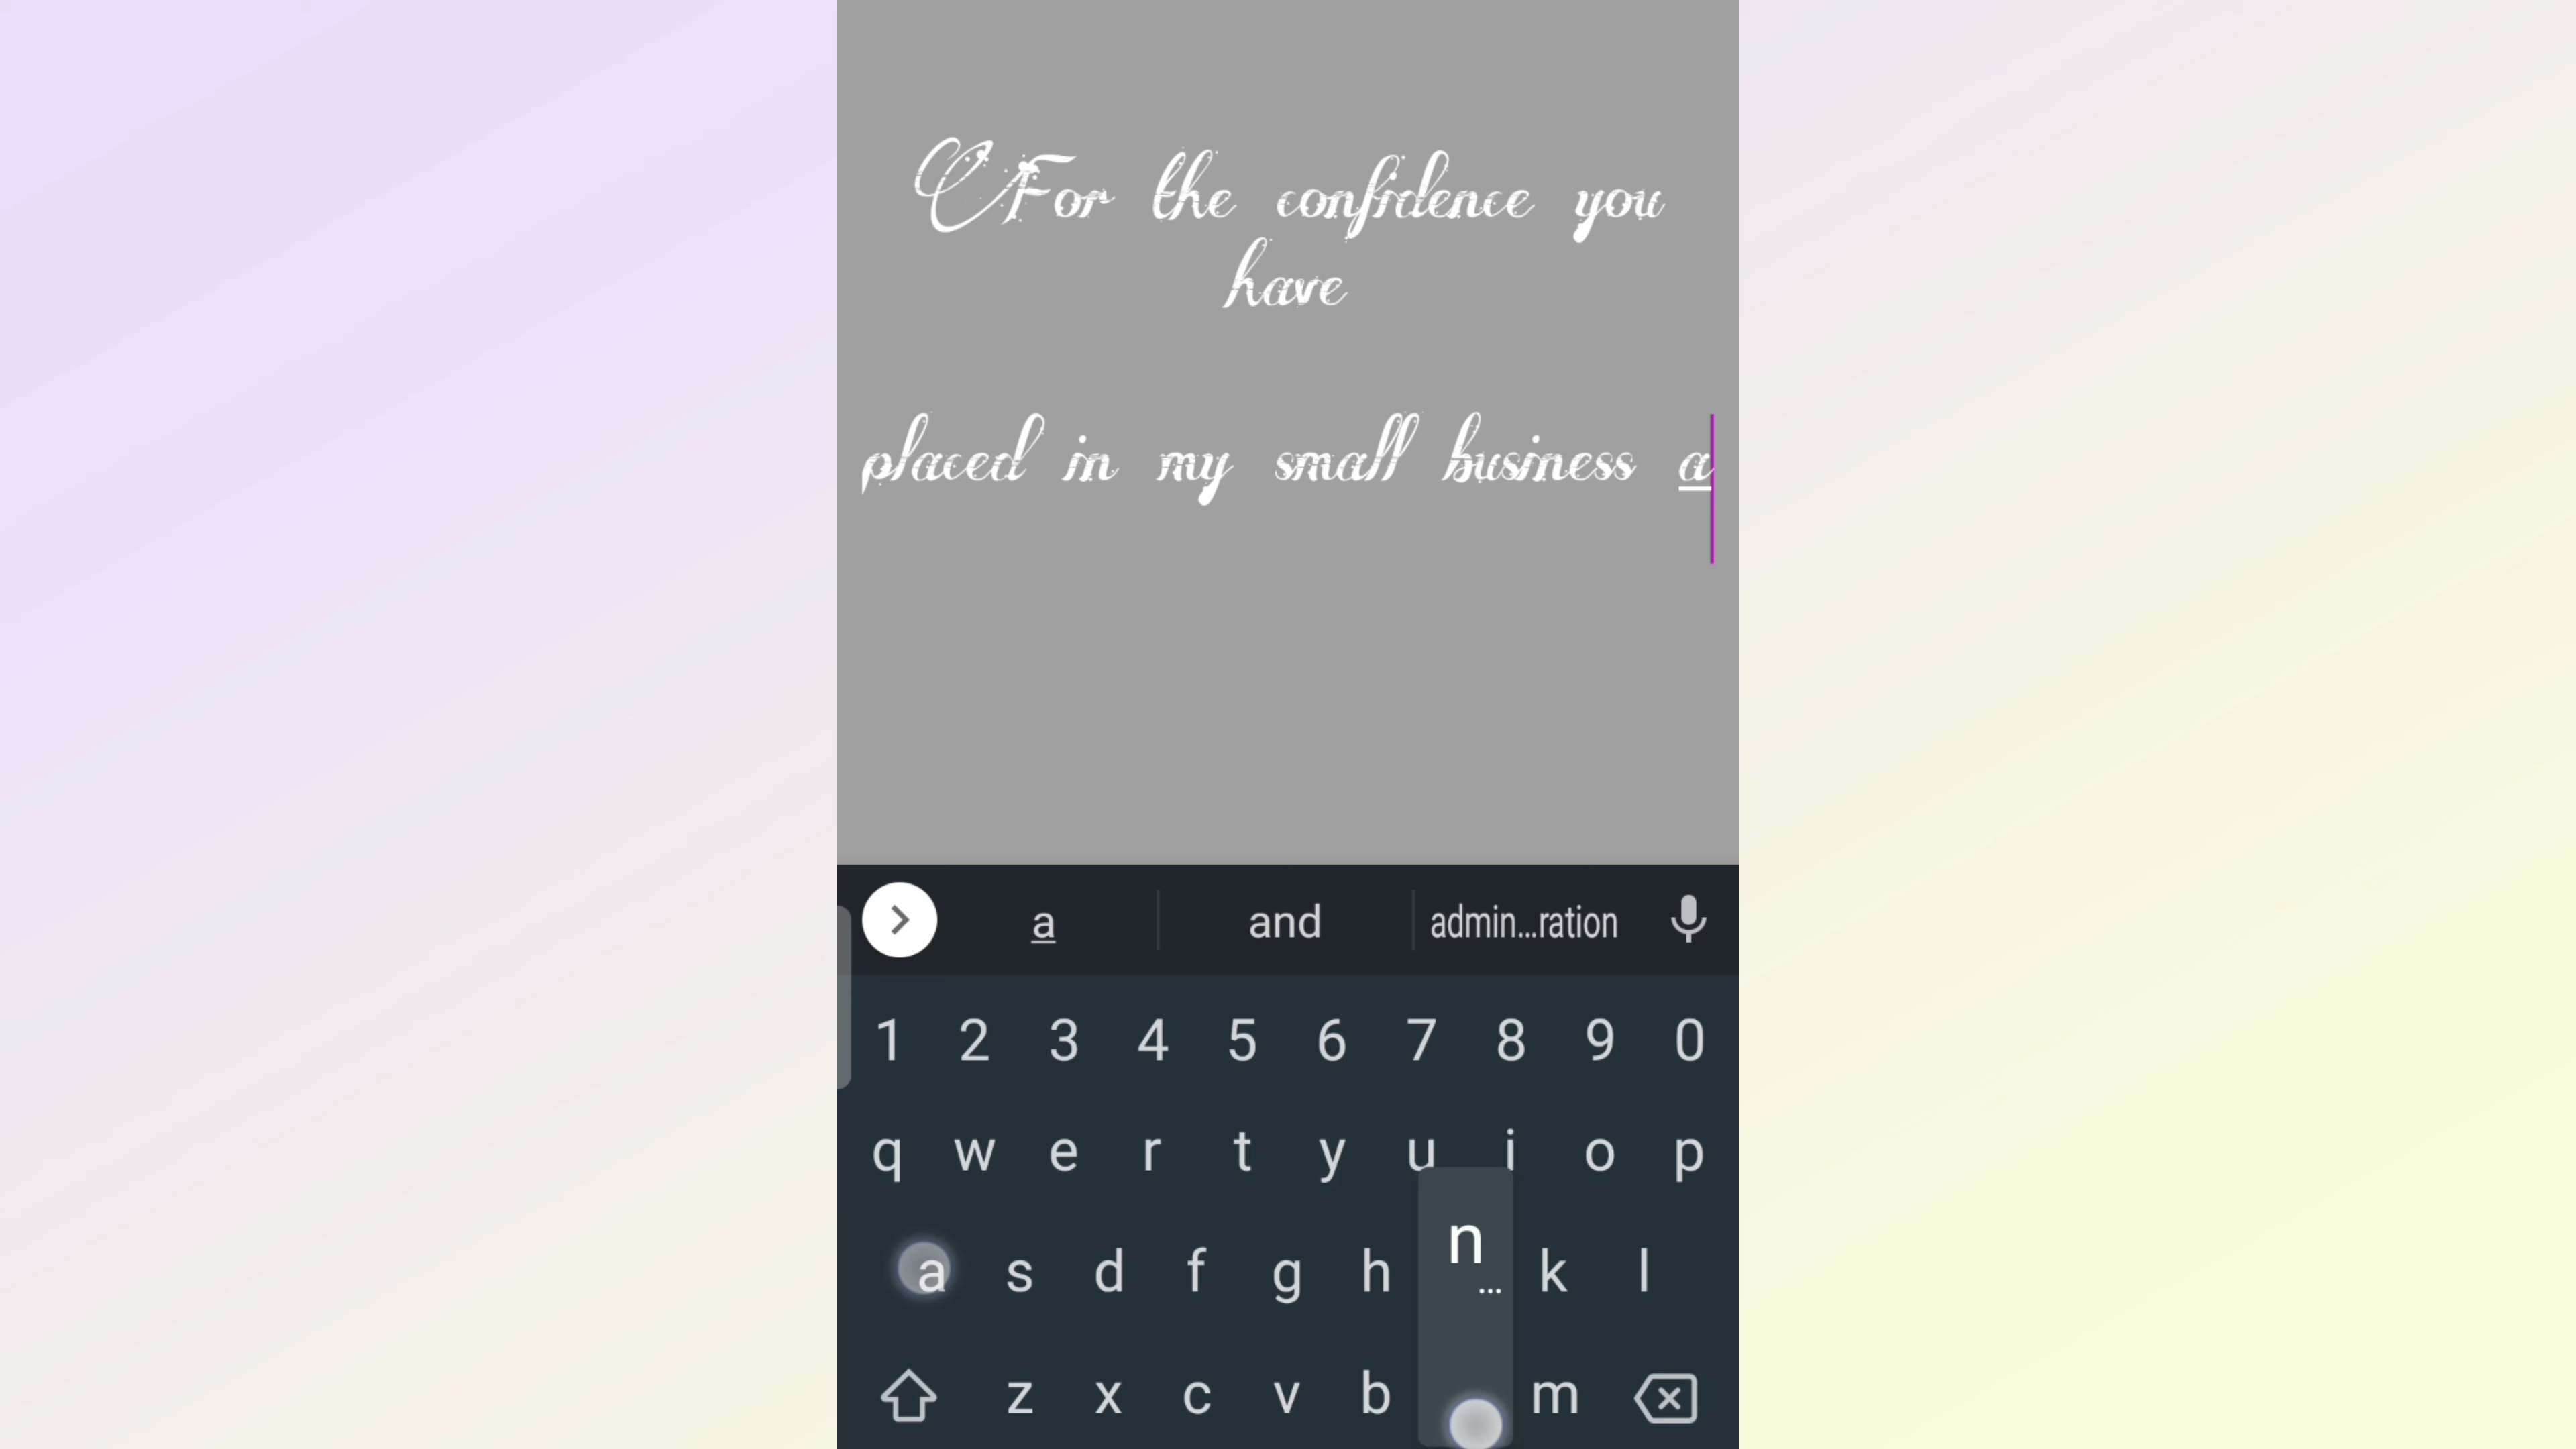 For the confidence you
have
placed in my small business a
a and admin...ration
1 2 3 4 5 6 7 8 9 0
q w e r t y u i o p
a s d f g h n... k l
z x c v b m